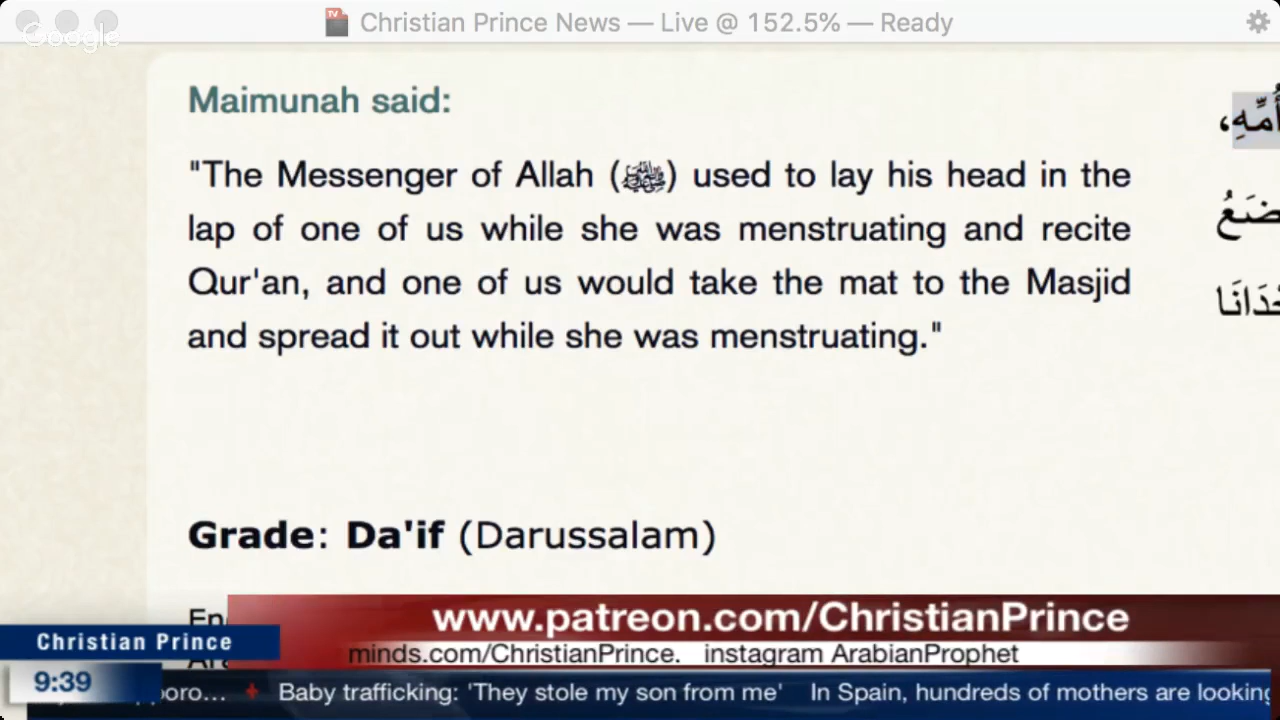 Christian Prince News — Live @ 152.5% — Ready
Google
Maimunah said:
"The Messenger of Allah (ﷺ) used to lay his head in the
lap of one of us while she was menstruating and recite
Qur'an, and one of us would take the mat to the Masjid
and spread it out while she was menstruating."
أُمِّهِ،
Grade: Da'if (Darussalam)
www.patreon.com/ChristianPrince
Christian Prince
minds.com/ChristianPrince. instagram ArabianProphet
9:39
Baby trafficking: 'They stole my son from me' In Spain, hundreds of mothers are looking